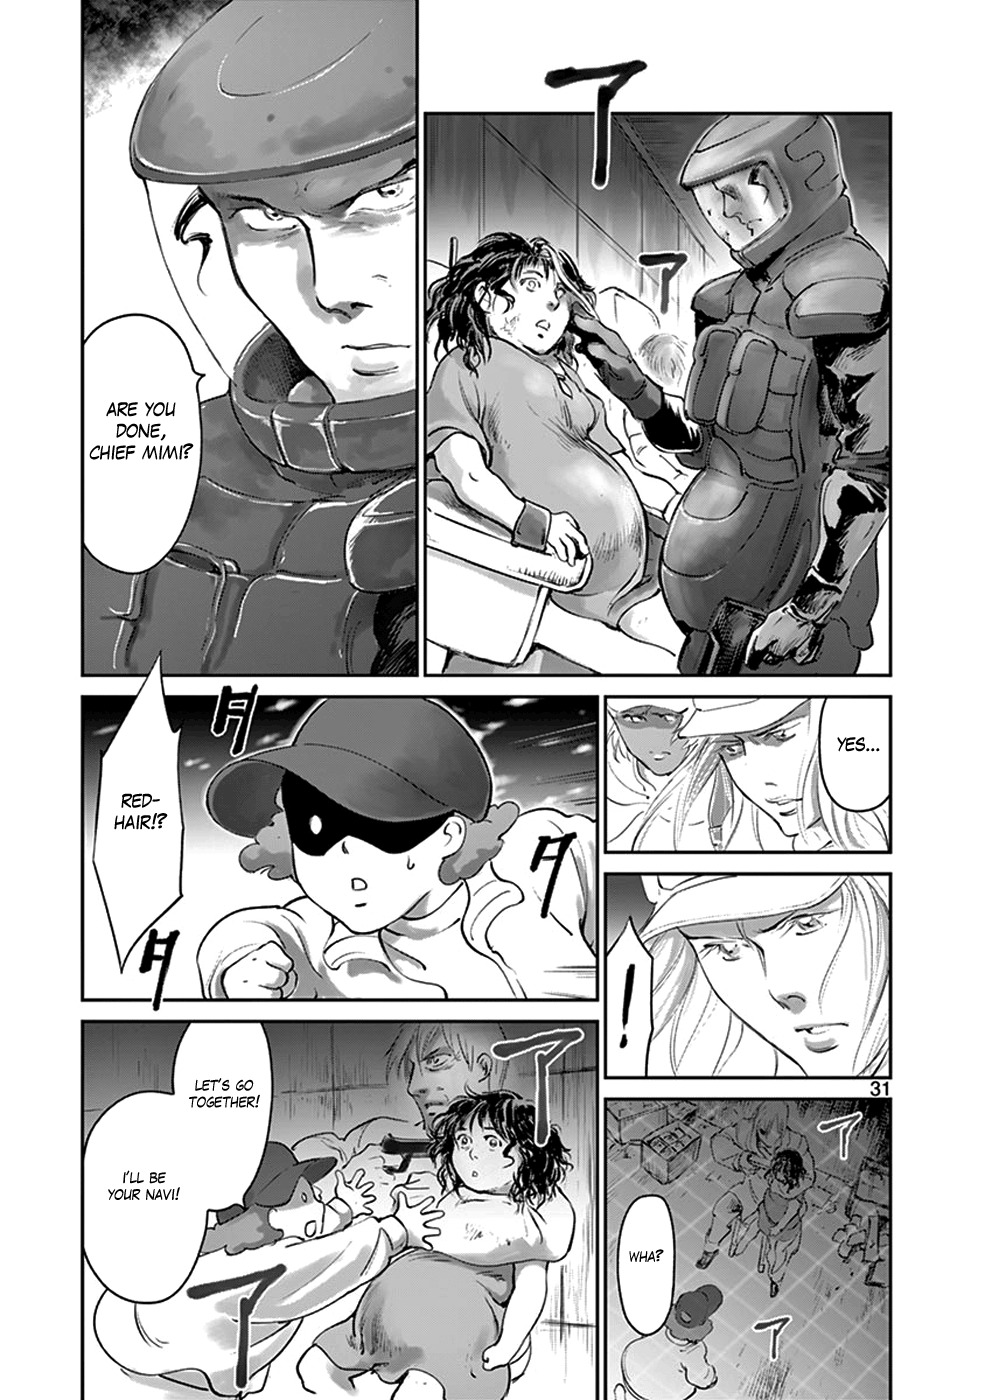 ア
ア
ARE YOU
DONE,
CHIEF MIMI?
YES...
タ
タ
タ
RED-
HAIR!?
!
31
ア
ア
WHA?
ア
ア
LET'S GO
TOGETHER!
I'LL BE
YOUR NAVI!